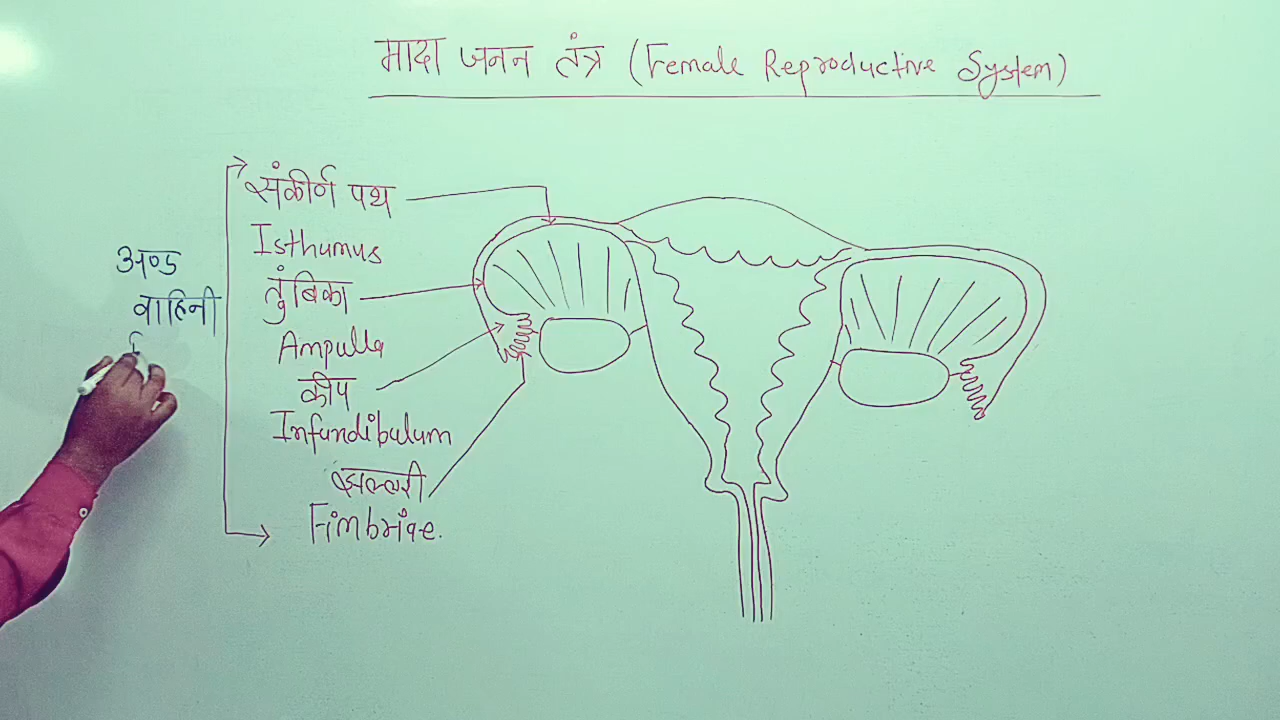 मादा जनन तंत्र (Female Reproductive System)
संकीर्ण पथ
Isthumus
तुंबिका
Ampulla
कीप
Infundibulum
झल्लरी
Fimbriae.
अण्ड
वाहिनी